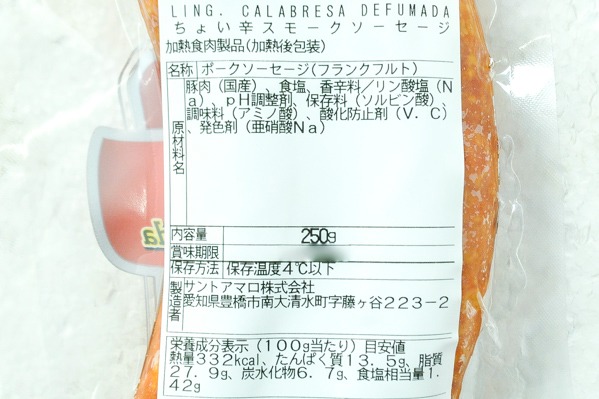 LING. CALABRESA DEFUMADA
ちょい辛スモークソーセージ
加熱食肉製品(加熱後包装)
名称 ポークソーセージ(フランクフルト)
原材料名 豚肉(国産)、食塩、香辛料/リン酸塩(N
a)、pH調整剤、保存料(ソルビン酸)、
調味料(アミノ酸)、酸化防止剤(V.C)
、発色剤(亜硝酸Na)
内容量 250g
賞味期限
保存方法 保存温度4℃以下
製造者 サントアマロ株式会社
愛知県豊橋市南大清水町字藤ヶ谷223-2
栄養成分表示(100g当たり)目安値
熱量332kcal、たんぱく質13.5g、脂質
27.9g、炭水化物6.7g、食塩相当量1.
42g